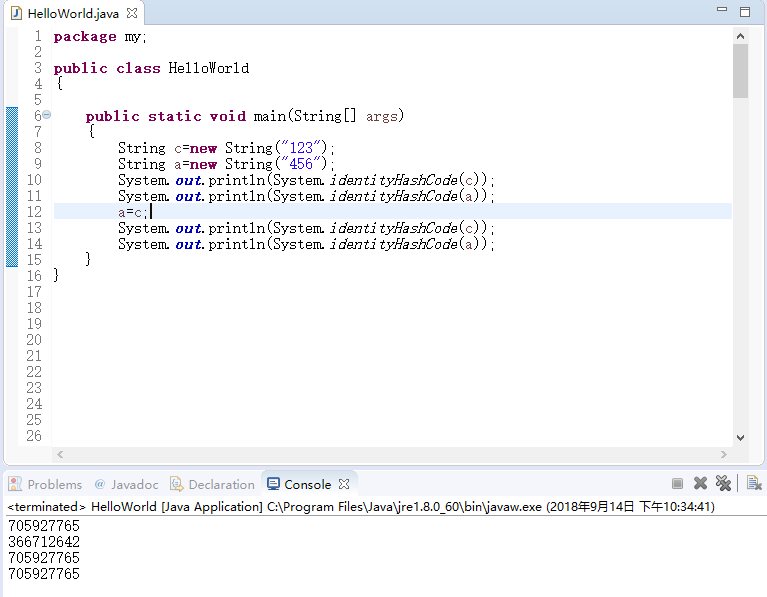 HelloWorld.java
1 package my;
2
3 public class HelloWorld
4 {
5
6 public static void main(String[] args)
7 {
8 String c=new String("123");
9 String a=new String("456");
10 System.out.println(System.identityHashCode(c));
11 System.out.println(System.identityHashCode(a));
12 a=c;
13 System.out.println(System.identityHashCode(c));
14 System.out.println(System.identityHashCode(a));
15 }
16 }
17
18
19
20
21
22
23
24
25
26
Problems @ Javadoc Declaration Console
<terminated> HelloWorld [Java Application] C:\Program Files\Java\jre1.8.0_60\bin\javaw.exe (2018年9月14日 下午10:34:41)
705927765
366712642
705927765
705927765